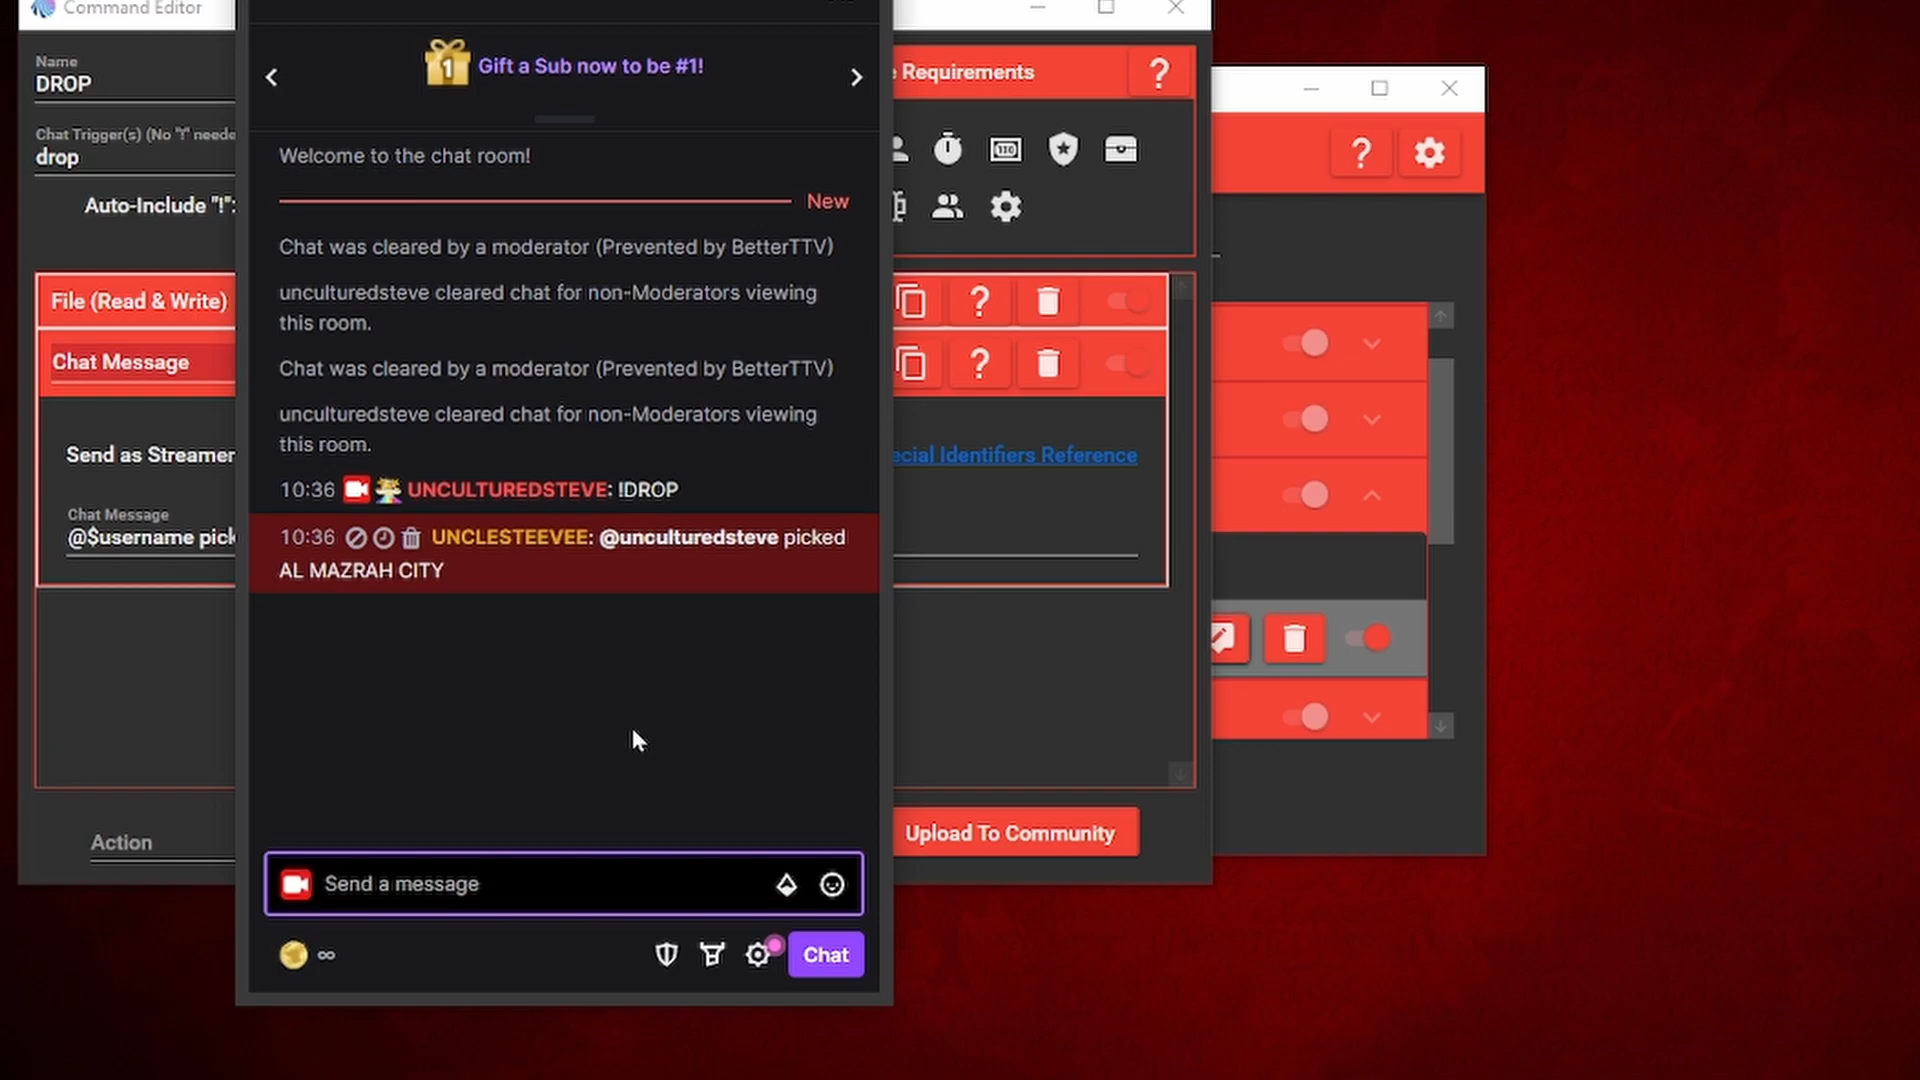 Command Editor
Name
DROP
Chat Trigger(s) (No "!" neede
drop
Auto-Include "!":
File (Read & Write)
Chat Message
Send as Streamer
Chat Message
@$username pick
Action
1
Gift a Sub now to be #1!
Welcome to the chat room!
New
Chat was cleared by a moderator (Prevented by BetterTTV)
unculturedsteve cleared chat for non-Moderators viewing
this room.
Chat was cleared by a moderator (Prevented by BetterTTV)
unculturedsteve cleared chat for non-Moderators viewing
this room.
10:36 UNCULTUREDSTEVE: !DROP
10:36 UNCLESTEEVEE: @unculturedsteve picked
AL MAZRAH CITY
Send a message
∞
Chat
e Requirements
?
?
?
ecial Identifiers Reference
Upload To Community
?